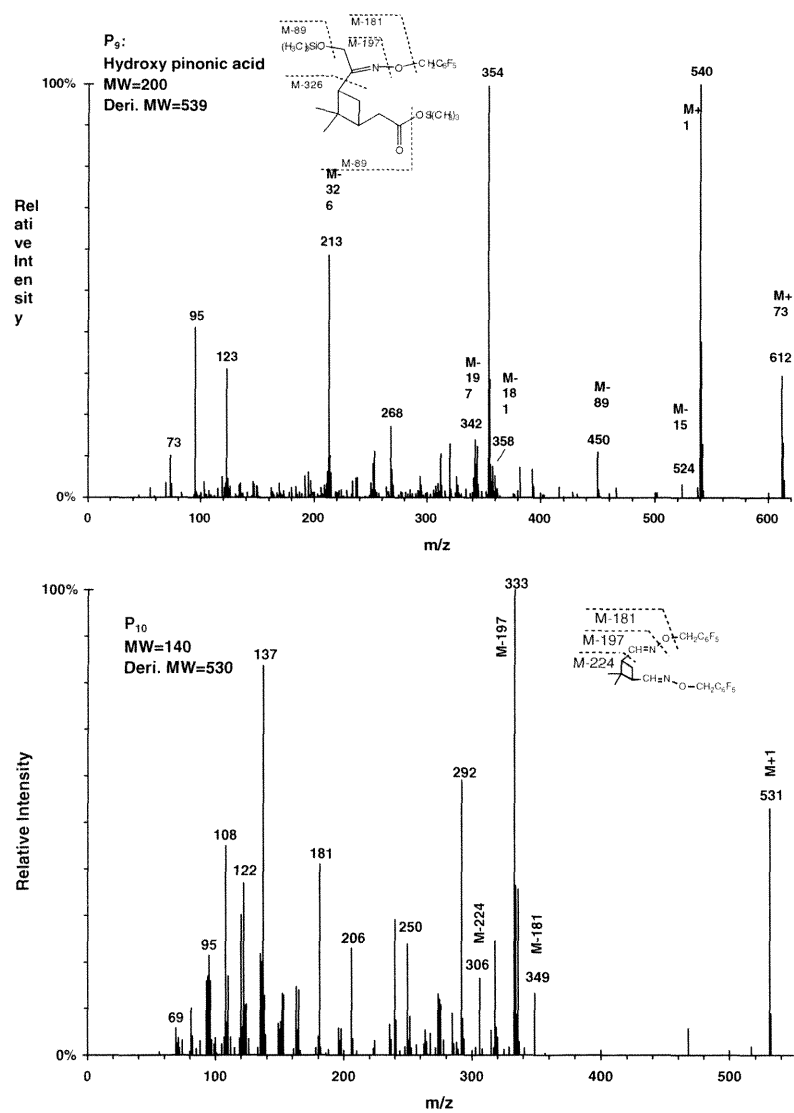 P9:
Hydroxy pinonic acid
MW=200
Deri. MW=539
M-89
(H3C)3SiO
M-181
M-197
N
O
CH2C6F5
M-326
OSi(CH3)3
O
M-89
100%
0%
Rel
ati
ve
Int
en
sit
y
73
95
123
M-
32
6
213
268
M-
19
7
342
354
M-
18
1
358
M-
89
450
M-
15
524
540
M+
1
M+
73
612
0
100
200
300
400
500
600
m/z
100%
0%
Relative Intensity
P10
MW=140
Deri. MW=530
M-181
M-197
M-224
CH=N
O
CH2C6F5
CH=N
O
CH2C6F5
69
95
108
122
137
181
206
250
292
M-224
306
M-197
333
M-181
349
M+1
531
0
100
200
300
400
500
m/z